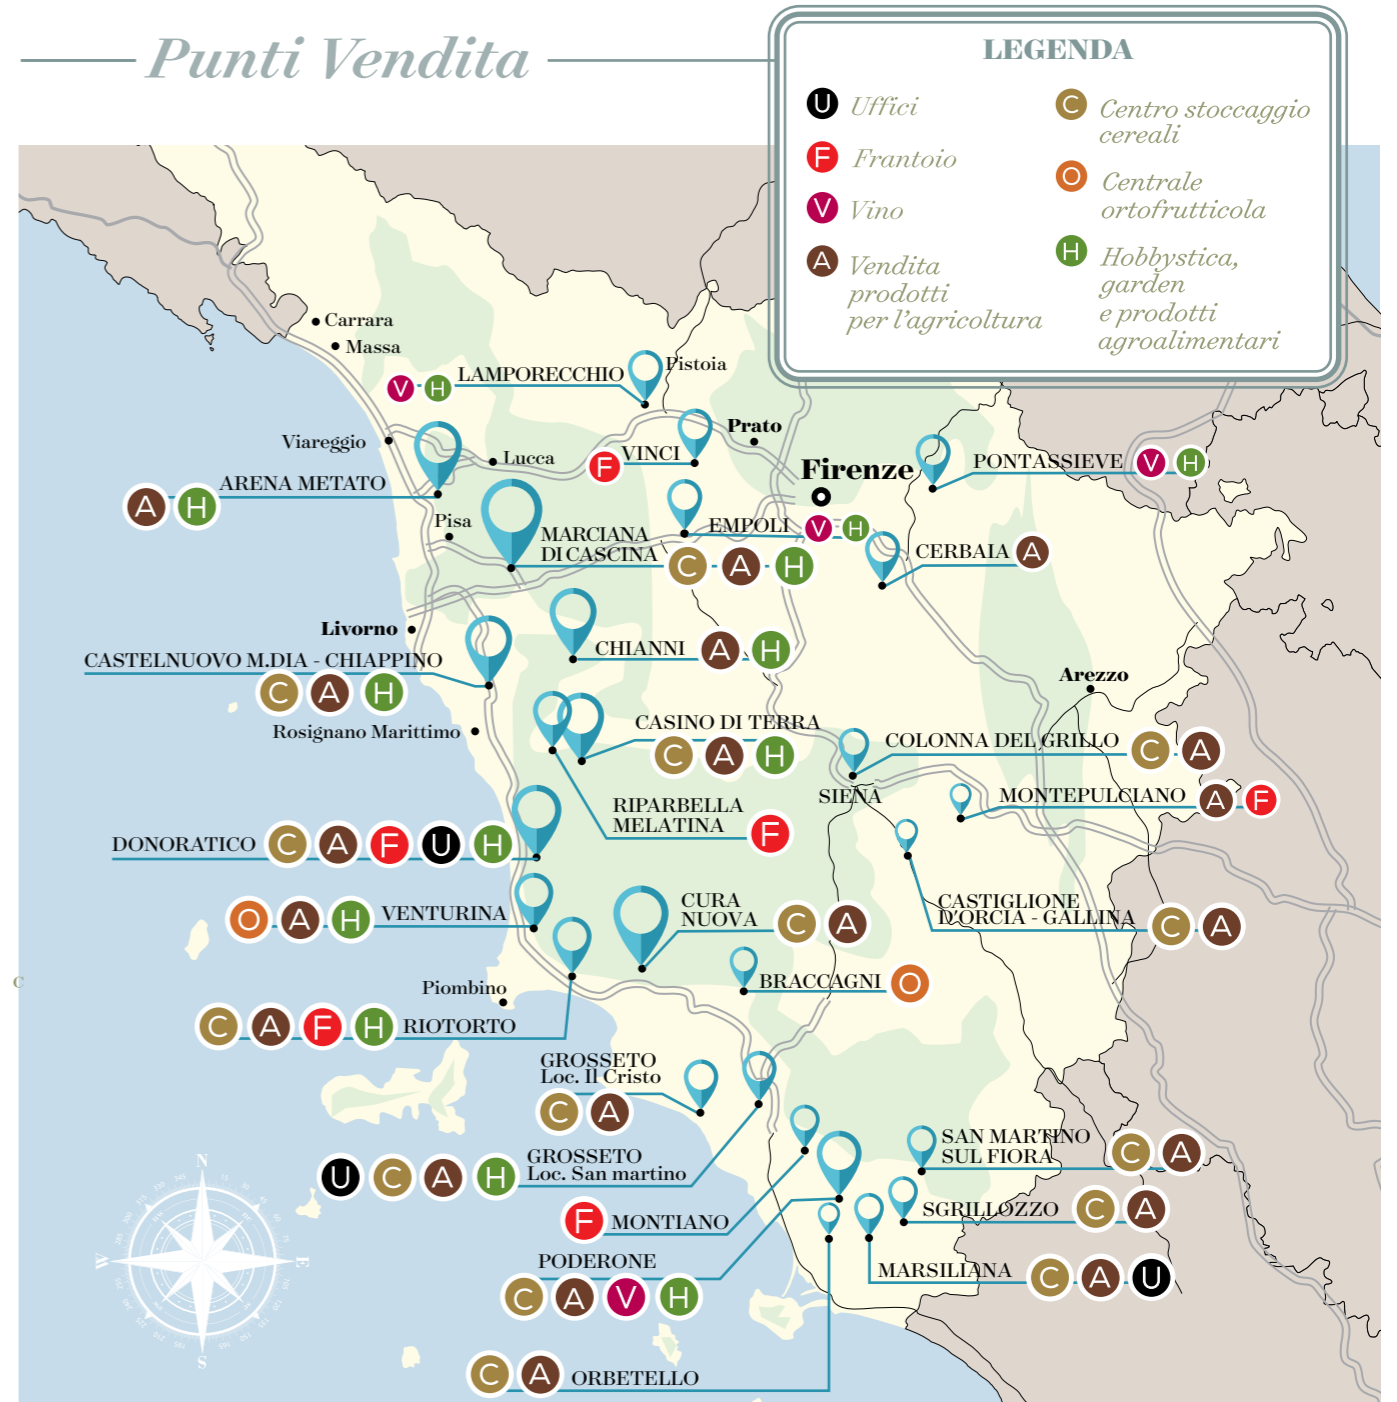 Punti Vendita
LEGENDA
U Uffici
F Frantoio
V Vino
A Vendita
prodotti
per l'agricoltura
C Centro stoccaggio
cereali
O Centrale
ortofrutticola
H Hobbystica,
garden
e prodotti
agroalimentari
Carrara
Massa
V H LAMPORECCHIO
Pistoia
Viareggio
Lucca
F VINCI
Prato
Firenze
PONTASSIEVE V H
ARENA METATO
A H
Pisa
MARCIANA
DI CASCINA C A H
EMPOLI V H
CERBAIA A
Livorno
CHIANNI A H
CASTELNUOVO M.DIA - CHIAPPINO
C A H
Arezzo
Rosignano Marittimo
CASINO DI TERRA
C A H
COLONNA DEL GRILLO C A
SIENA
MONTEPULCIANO A F
RIPARBELLA
MELATINA F
DONORATICO C A F U H
O A H VENTURINA
CURA
NUOVA C A
CASTIGLIONE
D'ORCIA - GALLINA C A
C
BRACCAGNI O
Piombino
C A F H RIOTORTO
GROSSETO
Loc. Il Cristo
C A
GROSSETO
U C A H Loc. San martino
SAN MARTINO
SUL FIORA C A
F MONTIANO
SGRILLOZZO C A
PODERONE
C A V H
MARSILIANA C A U
C A ORBETELLO
N
W
E
S